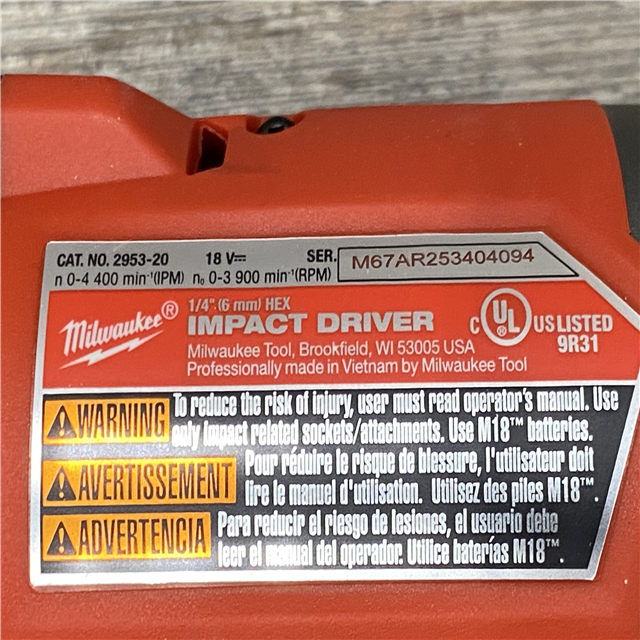 CAT. NO. 2953-20 18 V⎓ SER. M67AR253404094
n 0-4 400 min⁻¹(IPM) n₀ 0-3 900 min⁻¹(RPM)
Milwaukee®
1/4" (6 mm) HEX
IMPACT DRIVER
Milwaukee Tool, Brookfield, WI 53005 USA
Professionally made in Vietnam by Milwaukee Tool
C UL® US LISTED
9R31
WARNING To reduce the risk of injury, user must read operator's manual. Use
only impact related sockets/attachments. Use M18™ batteries.
AVERTISSEMENT Pour réduire le risque de blessure, l'utilisateur doit
lire le manuel d'utilisation. Utilisez des piles M18™.
ADVERTENCIA Para reducir el riesgo de lesiones, el usuario debe
leer el manual del operador. Utilice baterías M18™.